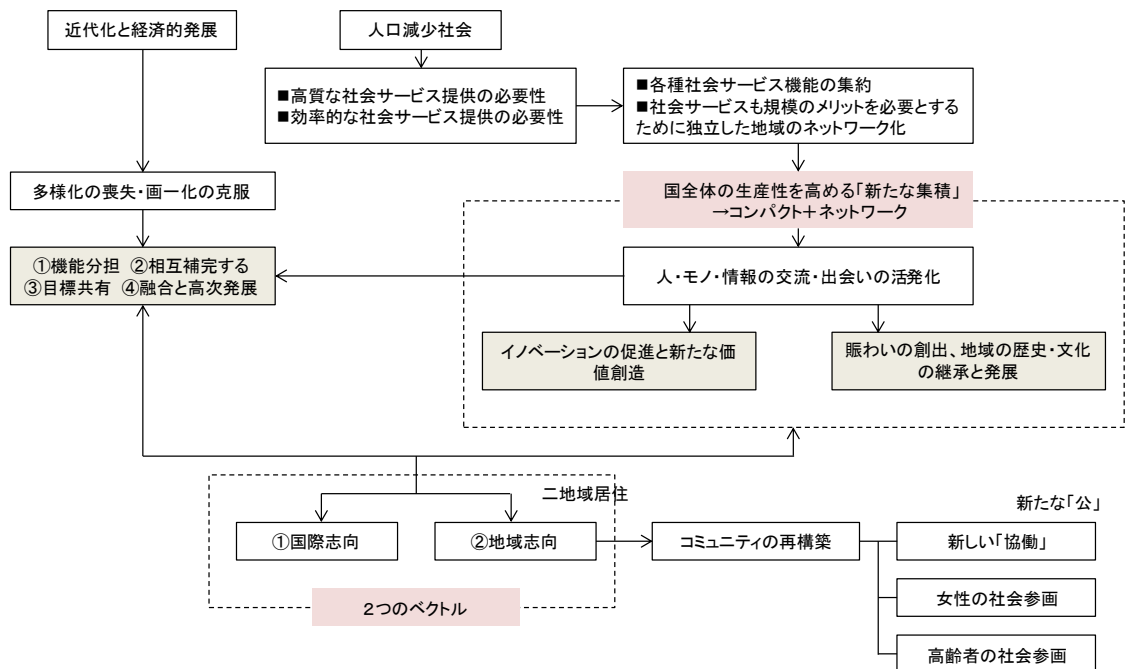 近代化と経済的発展
人口減少社会
■高質な社会サービス提供の必要性
■効率的な社会サービス提供の必要性
■各種社会サービス機能の集約
■社会サービスも規模のメリットを必要とする
ために独立した地域のネットワーク化
多様化の喪失・画一化の克服
国全体の生産性を高める「新たな集積」
→コンパクト＋ネットワーク
①機能分担 ②相互補完する
③目標共有 ④融合と高次発展
人・モノ・情報の交流・出会いの活発化
イノベーションの促進と新たな価
値創造
賑わいの創出、地域の歴史・文化
の継承と発展
二地域居住
①国際志向
②地域志向
２つのベクトル
コミュニティの再構築
新たな「公」
新しい「協働」
女性の社会参画
高齢者の社会参画